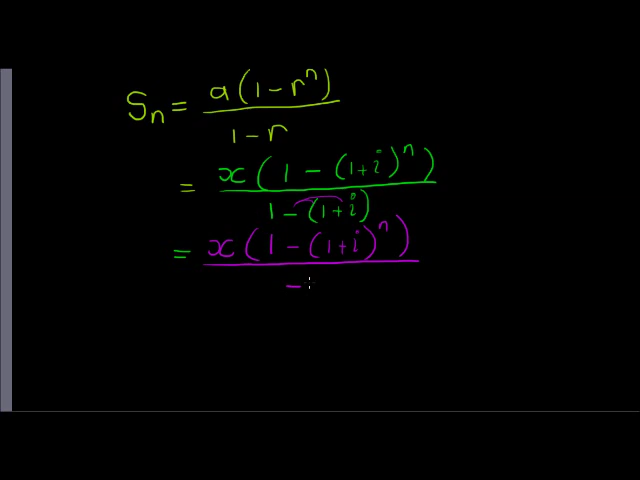 Sn = a(1 - r^n) / 1 - r
= x(1 - (1+i)^n) / 1 - (1+i)
= x(1 - (1+i)^n) / -